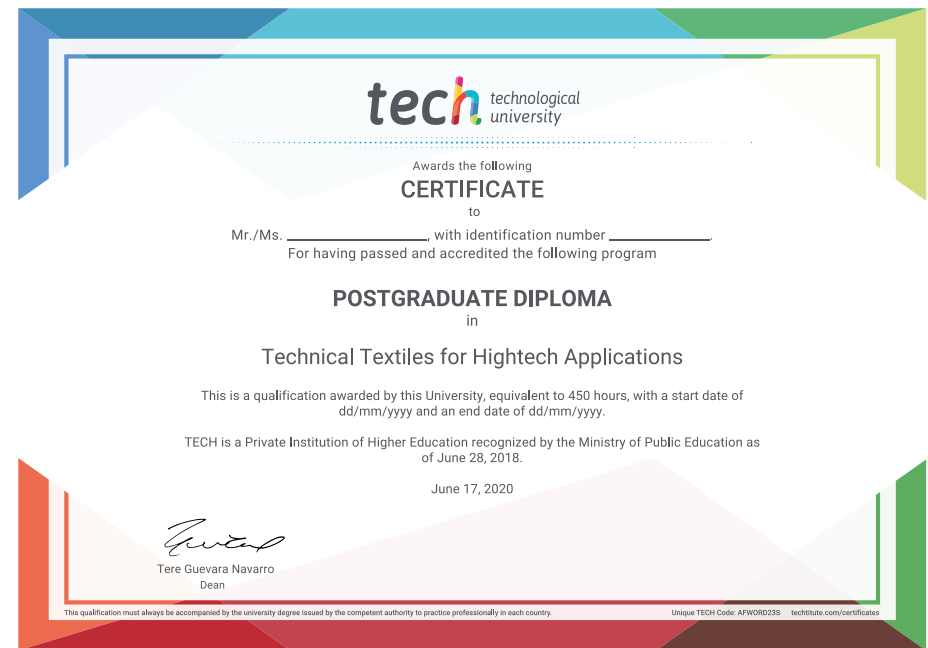 tech technological
university
Awards the following
CERTIFICATE
to
Mr./Ms. ____________, with identification number ____________.
For having passed and accredited the following program
POSTGRADUATE DIPLOMA
in
Technical Textiles for Hightech Applications
This is a qualification awarded by this University, equivalent to 450 hours, with a start date of
dd/mm/yyyy and an end date of dd/mm/yyyy.
TECH is a Private Institution of Higher Education recognized by the Ministry of Public Education as
of June 28, 2018.
June 17, 2020
Tere Guevara Navarro
Dean
This qualification must always be accompanied by the university degree issued by the competent authority to practice professionally in each country.
Unique TECH Code: AFWORD23S techtitute.com/certificates